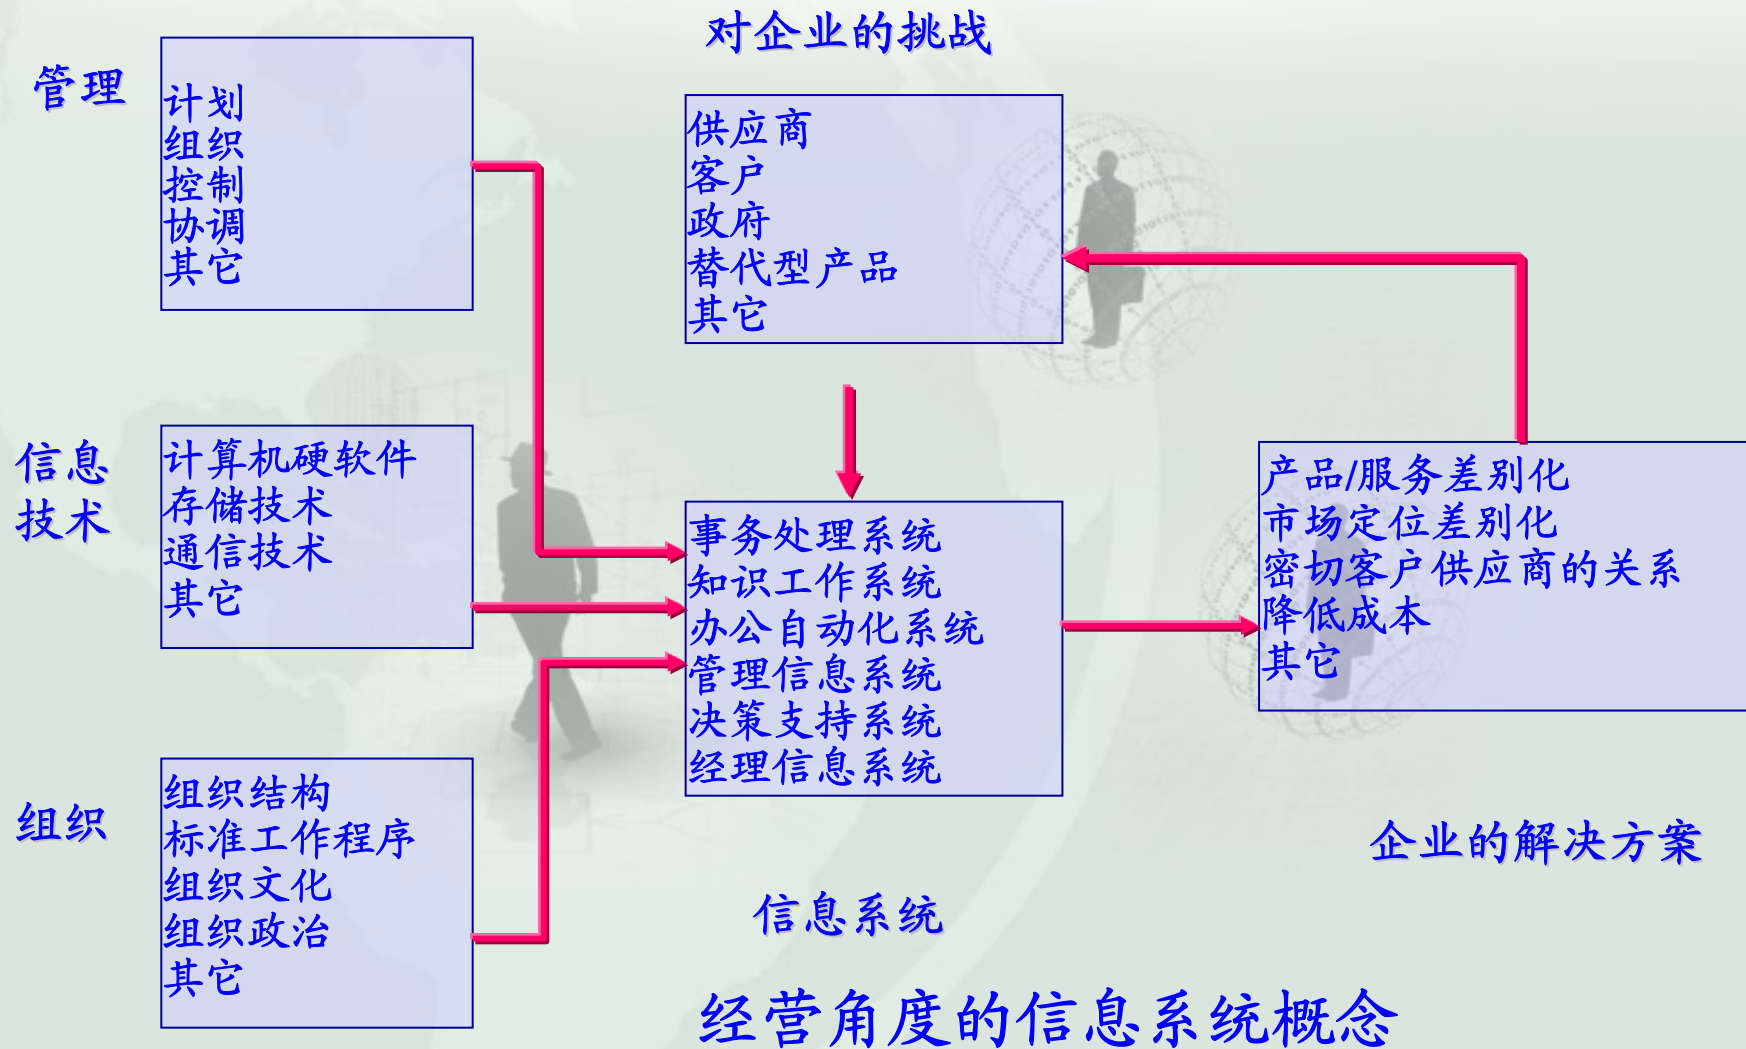 管理
计划
组织
控制
协调
其它
对企业的挑战
供应商
客户
政府
替代型产品
其它
信息
技术
计算机硬软件
存储技术
通信技术
其它
事务处理系统
知识工作系统
办公自动化系统
管理信息系统
决策支持系统
经理信息系统
产品/服务差别化
市场定位差别化
密切客户供应商的关系
降低成本
其它
组织
组织结构
标准工作程序
组织文化
组织政治
其它
企业的解决方案
信息系统
经营角度的信息系统概念